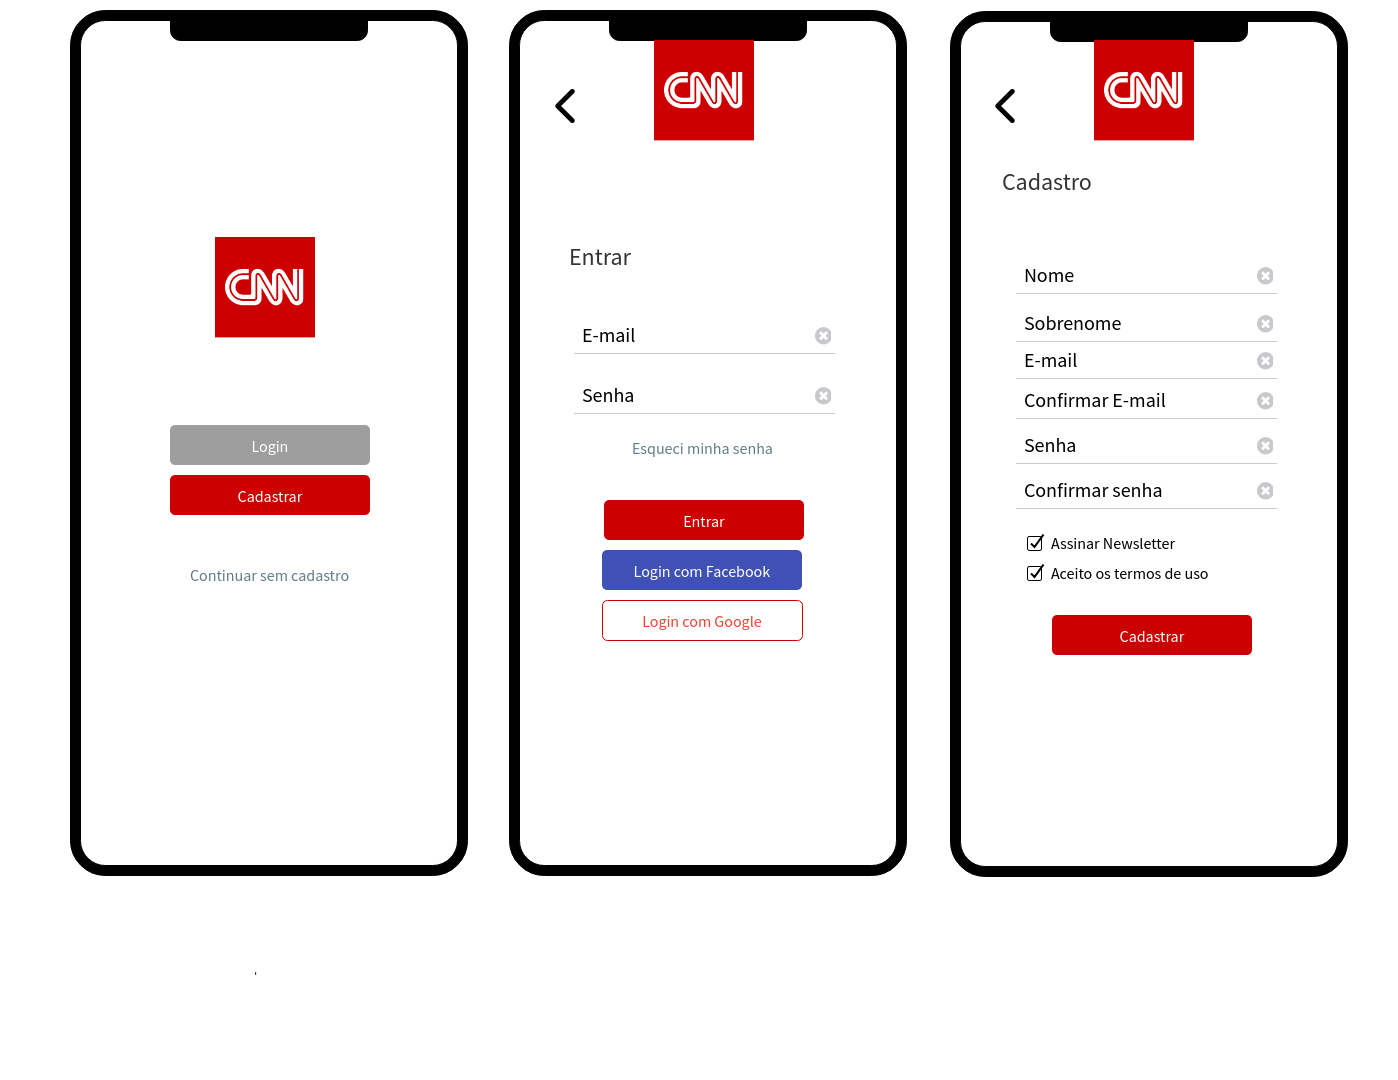 CNN
Login
Cadastrar
Continuar sem cadastro
CNN
Entrar
E-mail
Senha
Esqueci minha senha
Entrar
Login com Facebook
Login com Google
CNN
Cadastro
Nome
Sobrenome
E-mail
Confirmar E-mail
Senha
Confirmar senha
Assinar Newsletter
Aceito os termos de uso
Cadastrar